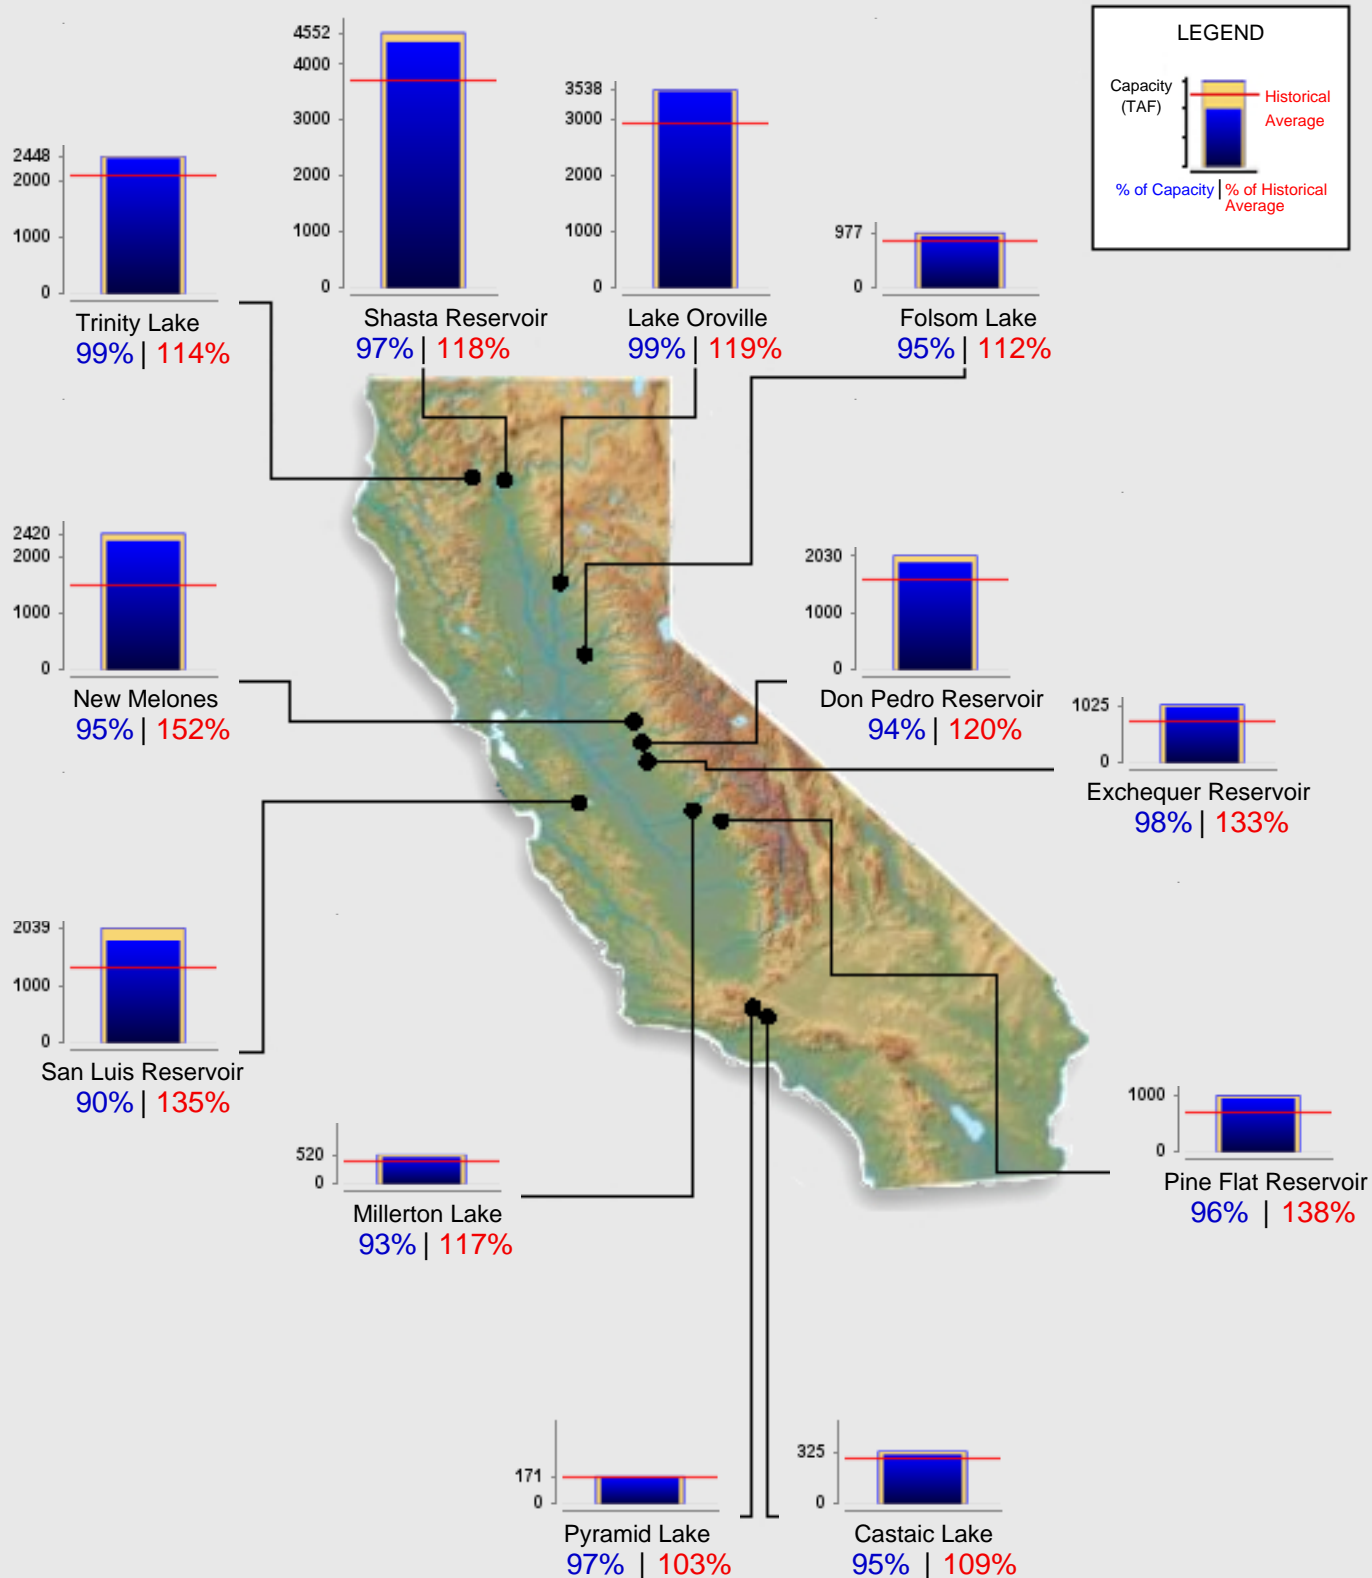 LEGEND
Capacity
(TAF)
Historical
Average
% of Capacity | % of Historical
Average
2448
2000
1000
0
Trinity Lake
99% | 114%
4552
4000
3000
2000
1000
0
Shasta Reservoir
97% | 118%
3538
3000
2000
1000
0
Lake Oroville
99% | 119%
977
0
Folsom Lake
95% | 112%
2420
2000
1000
0
New Melones
95% | 152%
2030
1000
0
Don Pedro Reservoir
94% | 120%
1025
0
Exchequer Reservoir
98% | 133%
2039
1000
0
San Luis Reservoir
90% | 135%
520
0
Millerton Lake
93% | 117%
1000
0
Pine Flat Reservoir
96% | 138%
171
0
Pyramid Lake
97% | 103%
325
0
Castaic Lake
95% | 109%